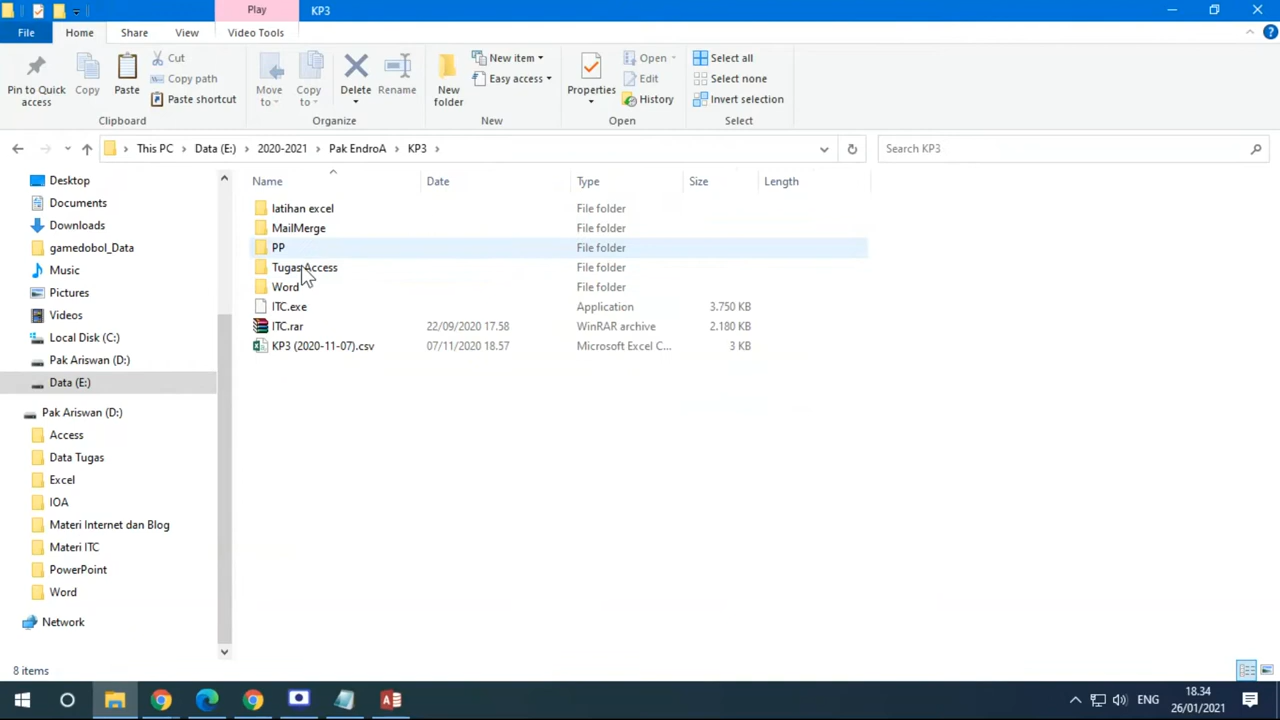 Play
KP3
File
Home
Share
View
Video Tools
Pin to Quick access
Copy
Paste
Cut
Copy path
Paste shortcut
Clipboard
Move to
Copy to
Delete
Rename
Organize
New folder
New item
Easy access
New
Properties
Open
Edit
History
Open
Select all
Select none
Invert selection
Select
This PC > Data (E:) > 2020-2021 > Pak EndroA > KP3 >
Search KP3
Name Date Type Size Length
latihan excel File folder
MailMerge File folder
PP File folder
Tugas Access File folder
Word File folder
ITC.exe Application 3.750 KB
ITC.rar 22/09/2020 17.58 WinRAR archive 2.180 KB
KP3 (2020-11-07).csv 07/11/2020 18.57 Microsoft Excel C... 3 KB
Desktop
Documents
Downloads
gamedobol_Data
Music
Pictures
Videos
Local Disk (C:)
Pak Ariswan (D:)
Data (E:)
Pak Ariswan (D:)
Access
Data Tugas
Excel
IOA
Materi Internet dan Blog
Materi ITC
PowerPoint
Word
Network
8 items
ENG
18.34
26/01/2021